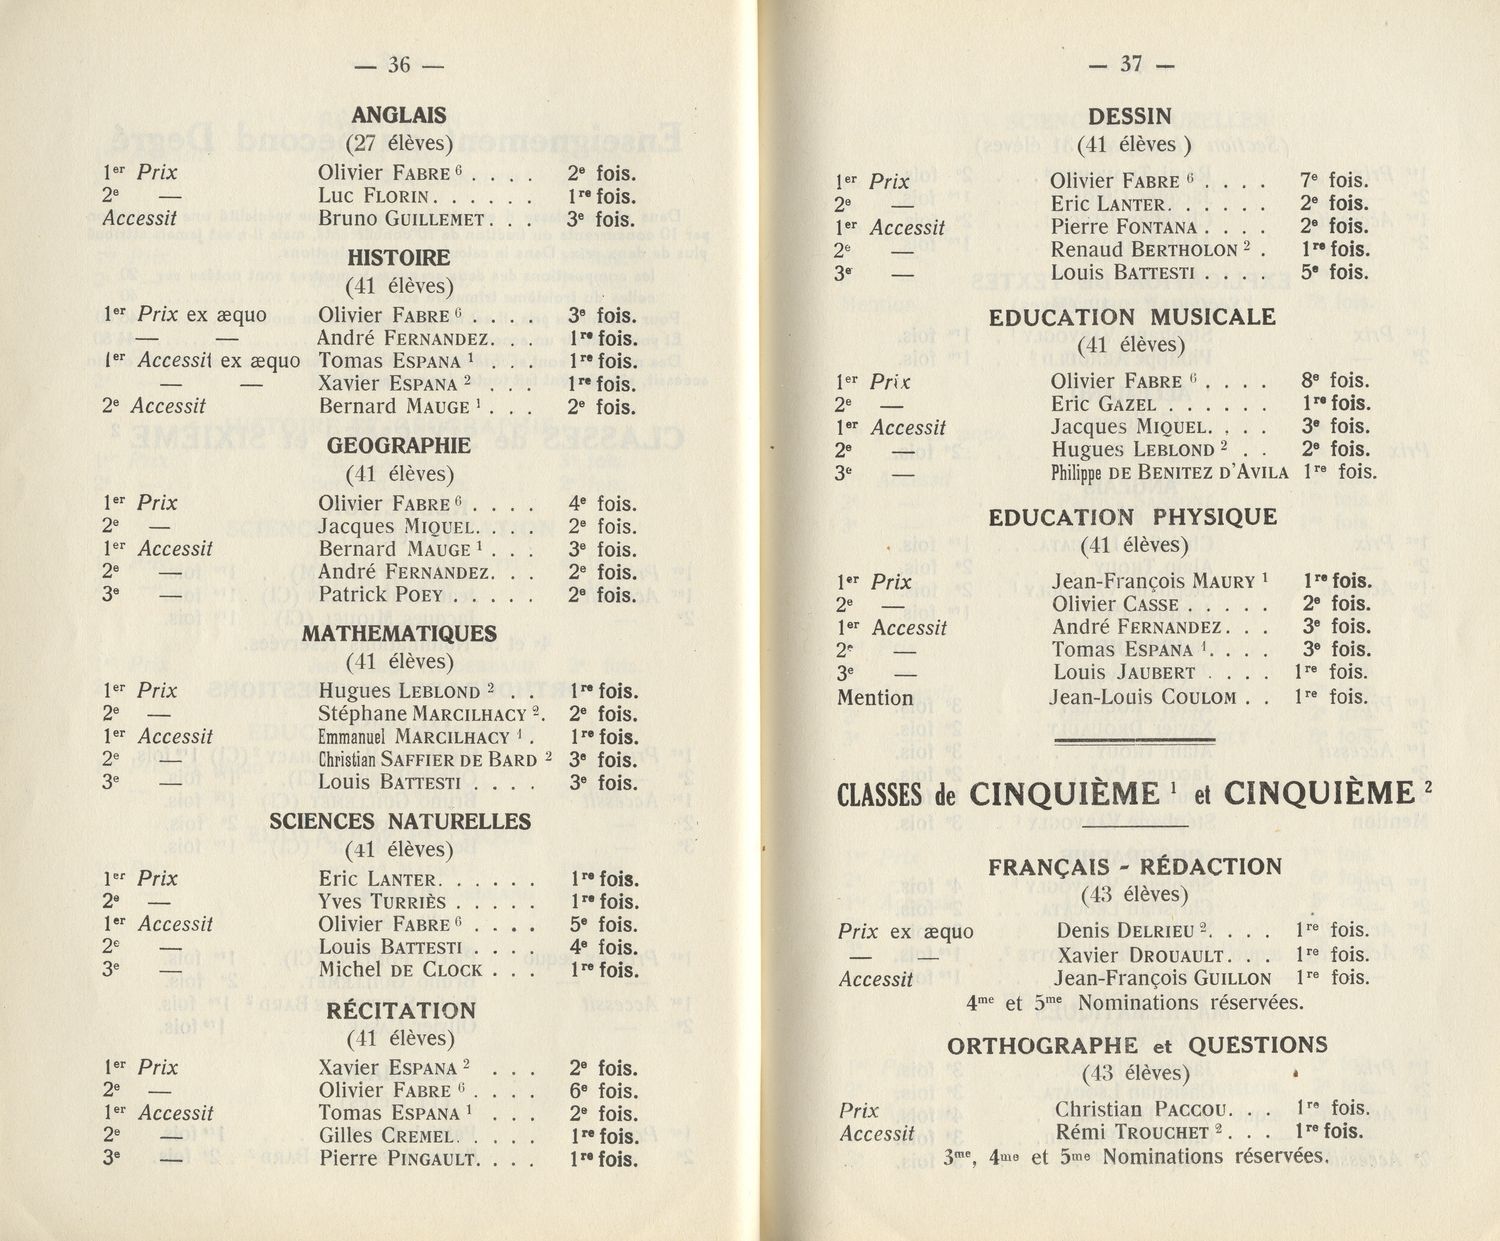 — 36 —
ANGLAIS
(27 élèves)
1er Prix Olivier FABRE 6 . . . . 2e fois.
2e — Luc FLORIN. . . . . . 1re fois.
Accessit Bruno GUILLEMET. . . 3e fois.
HISTOIRE
(41 élèves)
1er Prix ex æquo Olivier FABRE 6 . . . . 3e fois.
— — André FERNANDEZ. . . 1re fois.
1er Accessit ex æquo Tomas ESPANA 1 . . . 1re fois.
— — Xavier ESPANA 2 . . . 1re fois.
2e Accessit Bernard MAUGE 1 . . . 2e fois.
GEOGRAPHIE
(41 élèves)
1er Prix Olivier FABRE 6 . . . . 4e fois.
2e — Jacques MIQUEL. . . . 2e fois.
1er Accessit Bernard MAUGE 1 . . . 3e fois.
2e — André FERNANDEZ. . . 2e fois.
3e — Patrick POEY . . . . . 2e fois.
MATHEMATIQUES
(41 élèves)
1er Prix Hugues LEBLOND 2 . . 1re fois.
2e — Stéphane MARCILHACY 2. 2e fois.
1er Accessit Emmanuel MARCILHACY 1 . 1re fois.
2e — Christian SAFFIER DE BARD 2 3e fois.
3e — Louis BATTESTI . . . . 3e fois.
SCIENCES NATURELLES
(41 élèves)
1er Prix Eric LANTER. . . . . . 1re fois.
2e — Yves TURRIÈS . . . . . 1re fois.
1er Accessit Olivier FABRE 6 . . . . 5e fois.
2e — Louis BATTESTI . . . . 4e fois.
3e — Michel DE CLOCK . . . 1re fois.
RÉCITATION
(41 élèves)
1er Prix Xavier ESPANA 2 . . . 2e fois.
2e — Olivier FABRE 6 . . . . 6e fois.
1er Accessit Tomas ESPANA 1 . . . 2e fois.
2e — Gilles CREMEL. . . . . 1re fois.
3e — Pierre PINGAULT. . . . 1re fois.
— 37 —
DESSIN
(41 élèves )
1er Prix Olivier FABRE 6 . . . . 7e fois.
2e — Eric LANTER. . . . . . 2e fois.
1er Accessit Pierre FONTANA . . . . 2e fois.
2e — Renaud BERTHOLON 2 . 1re fois.
3e — Louis BATTESTI . . . . 5e fois.
EDUCATION MUSICALE
(41 élèves)
1er Prix Olivier FABRE 6 . . . . 8e fois.
2e — Eric GAZEL . . . . . . 1re fois.
1er Accessit Jacques MIQUEL. . . . 3e fois.
2e — Hugues LEBLOND 2 . . 2e fois.
3e — Philippe DE BENITEZ D'AVILA 1re fois.
EDUCATION PHYSIQUE
(41 élèves)
1er Prix Jean-François MAURY 1 1re fois.
2e — Olivier CASSE . . . . . 2e fois.
1er Accessit André FERNANDEZ. . . 3e fois.
2e — Tomas ESPANA 1. . . . 3e fois.
3e — Louis JAUBERT . . . . 1re fois.
Mention Jean-Louis COULOM . . 1re fois.
CLASSES de CINQUIÈME 1 et CINQUIÈME 2
FRANÇAIS - RÉDACTION
(43 élèves)
Prix ex æquo Denis DELRIEU 2. . . . 1re fois.
— — Xavier DROUAULT. . . 1re fois.
Accessit Jean-François GUILLON 1re fois.
4me et 5me Nominations réservées.
ORTHOGRAPHE et QUESTIONS
(43 élèves)
Prix Christian PACCOU. . . 1re fois.
Accessit Rémi TROUCHET 2 . . . 1re fois.
3me, 4me et 5me Nominations réservées.